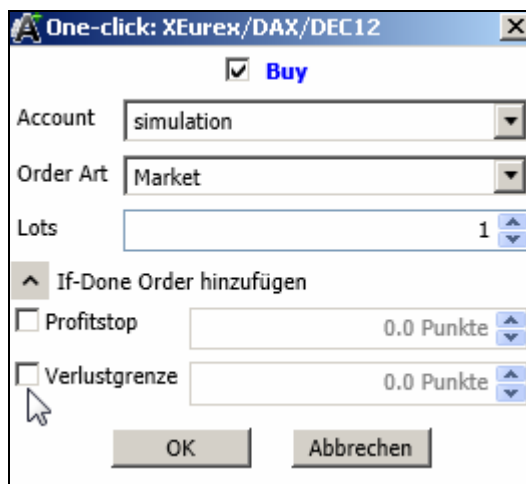 One-click: XEurex/DAX/DEC12
Buy
Account simulation
Order Art Market
Lots 1
If-Done Order hinzufügen
Profitstop 0.0 Punkte
Verlustgrenze 0.0 Punkte
OK Abbrechen